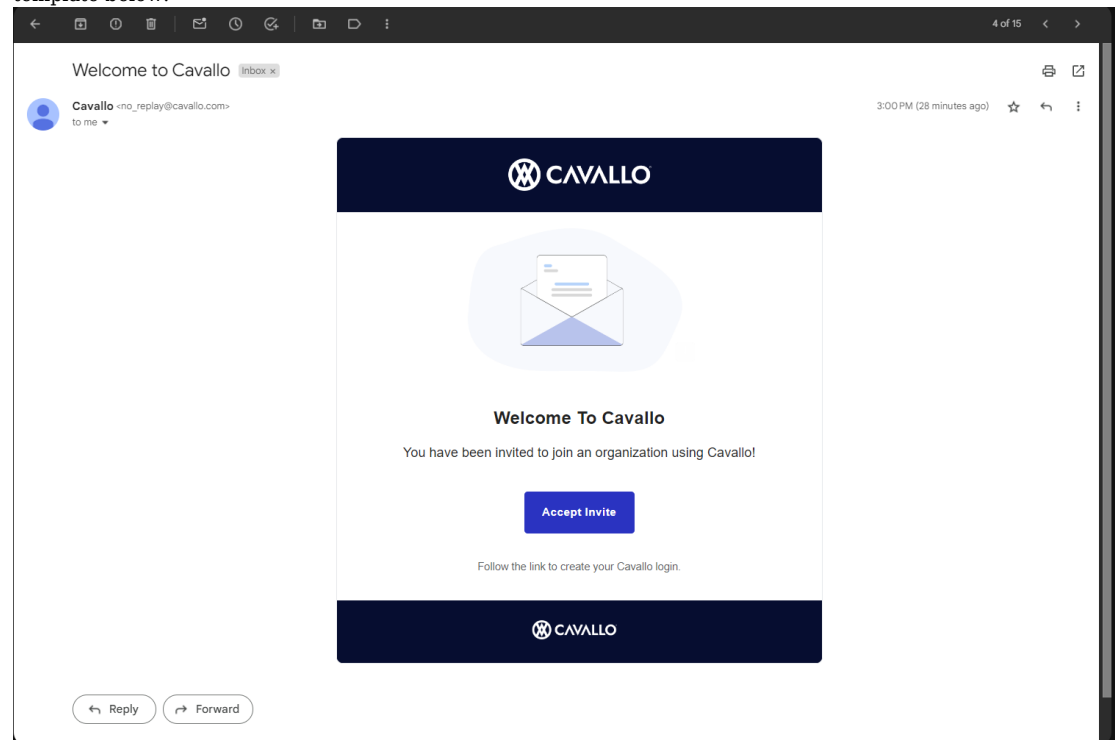 4 of 15
Welcome to Cavallo Inbox x
Cavallo <no_replay@cavallo.com>
3:00 PM (28 minutes ago)
to me
CAVALLO
Welcome To Cavallo
You have been invited to join an organization using Cavallo!
Accept Invite
Follow the link to create your Cavallo login.
CAVALLO
Reply
Forward